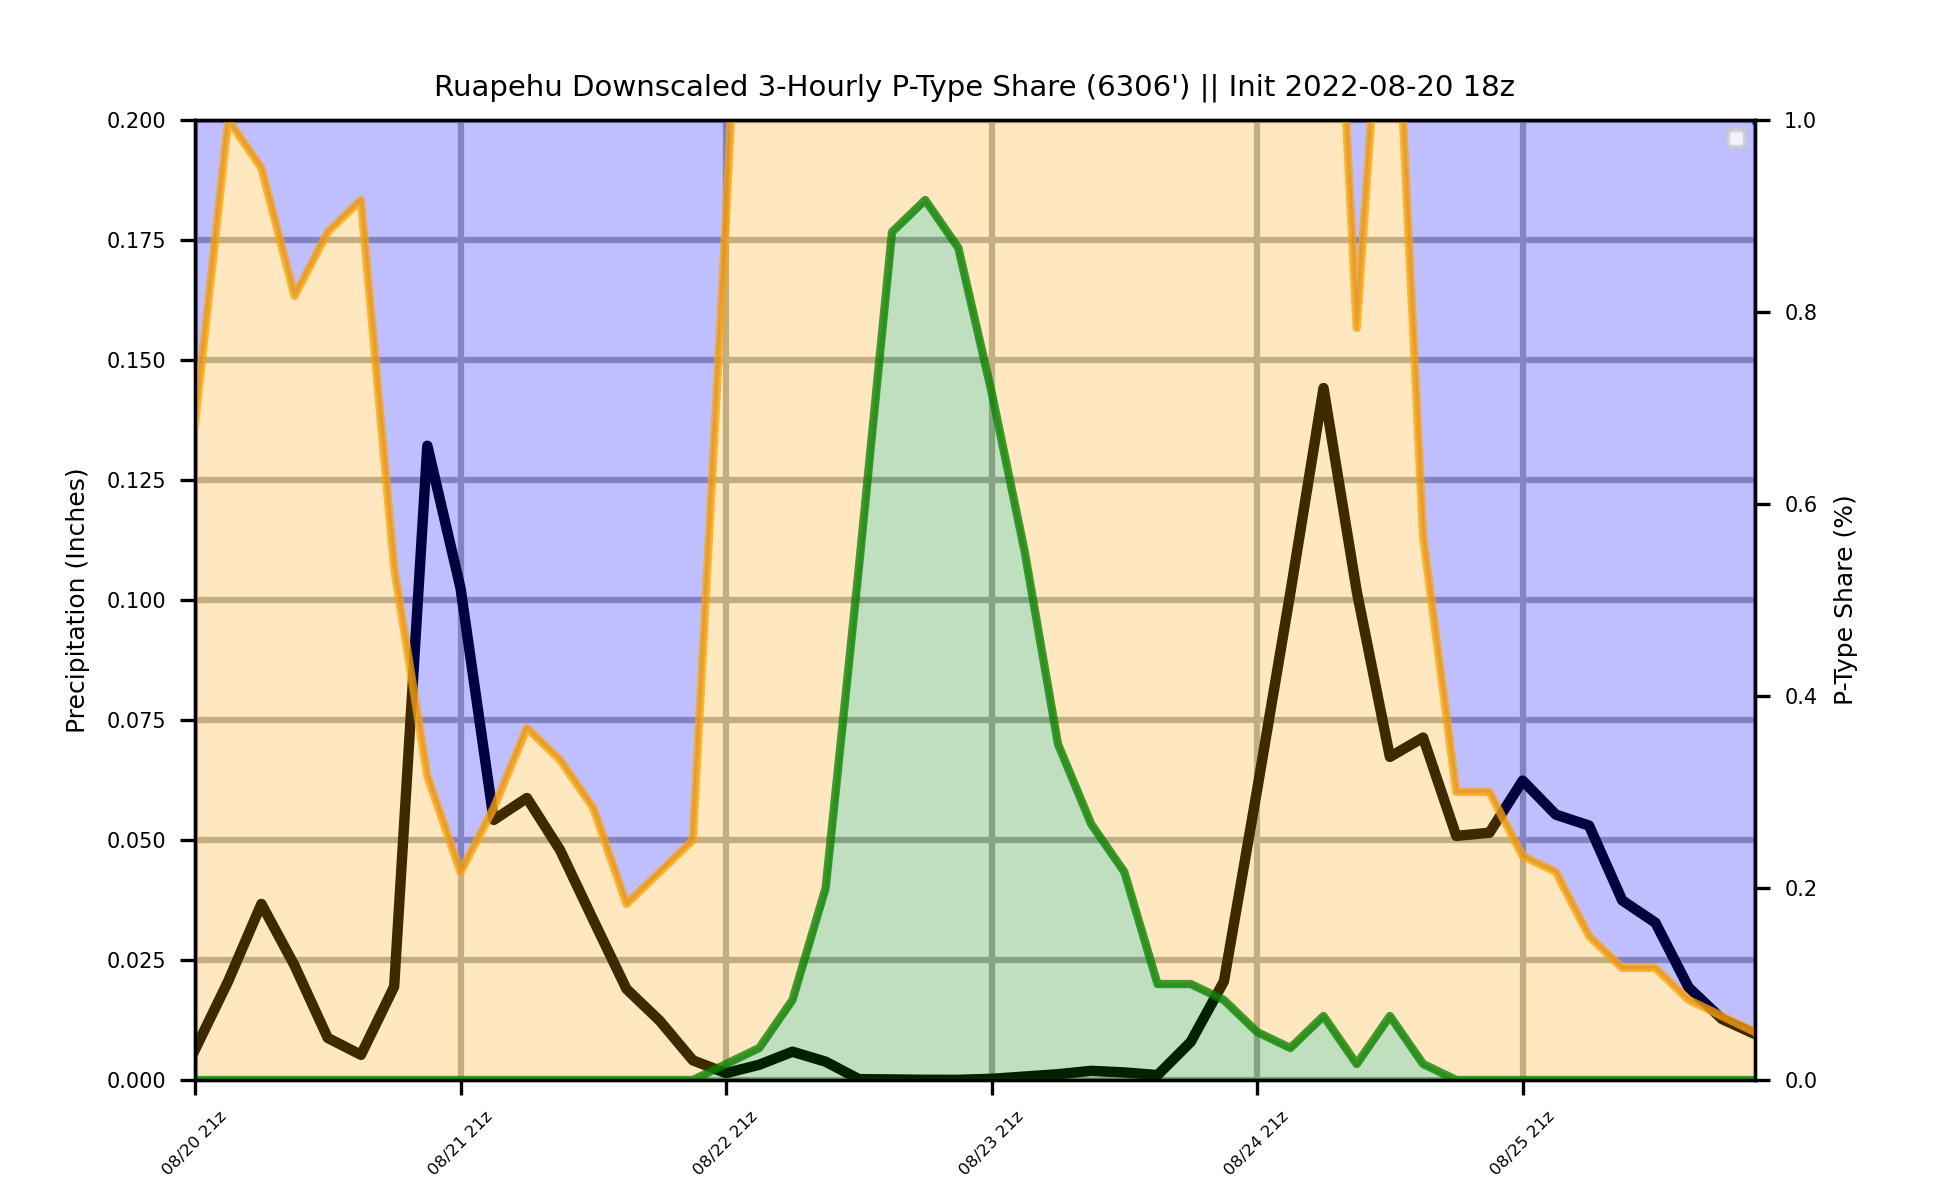 Ruapehu Downscaled 3-Hourly P-Type Share (6306') || Init 2022-08-20 18z
0.200
0.175
0.150
0.125
0.100
0.075
0.050
0.025
0.000
Precipitation (Inches)
1.0
0.8
0.6
0.4
0.2
0.0
P-Type Share (%)
08/20 21z
08/21 21z
08/22 21z
08/23 21z
08/24 21z
08/25 21z